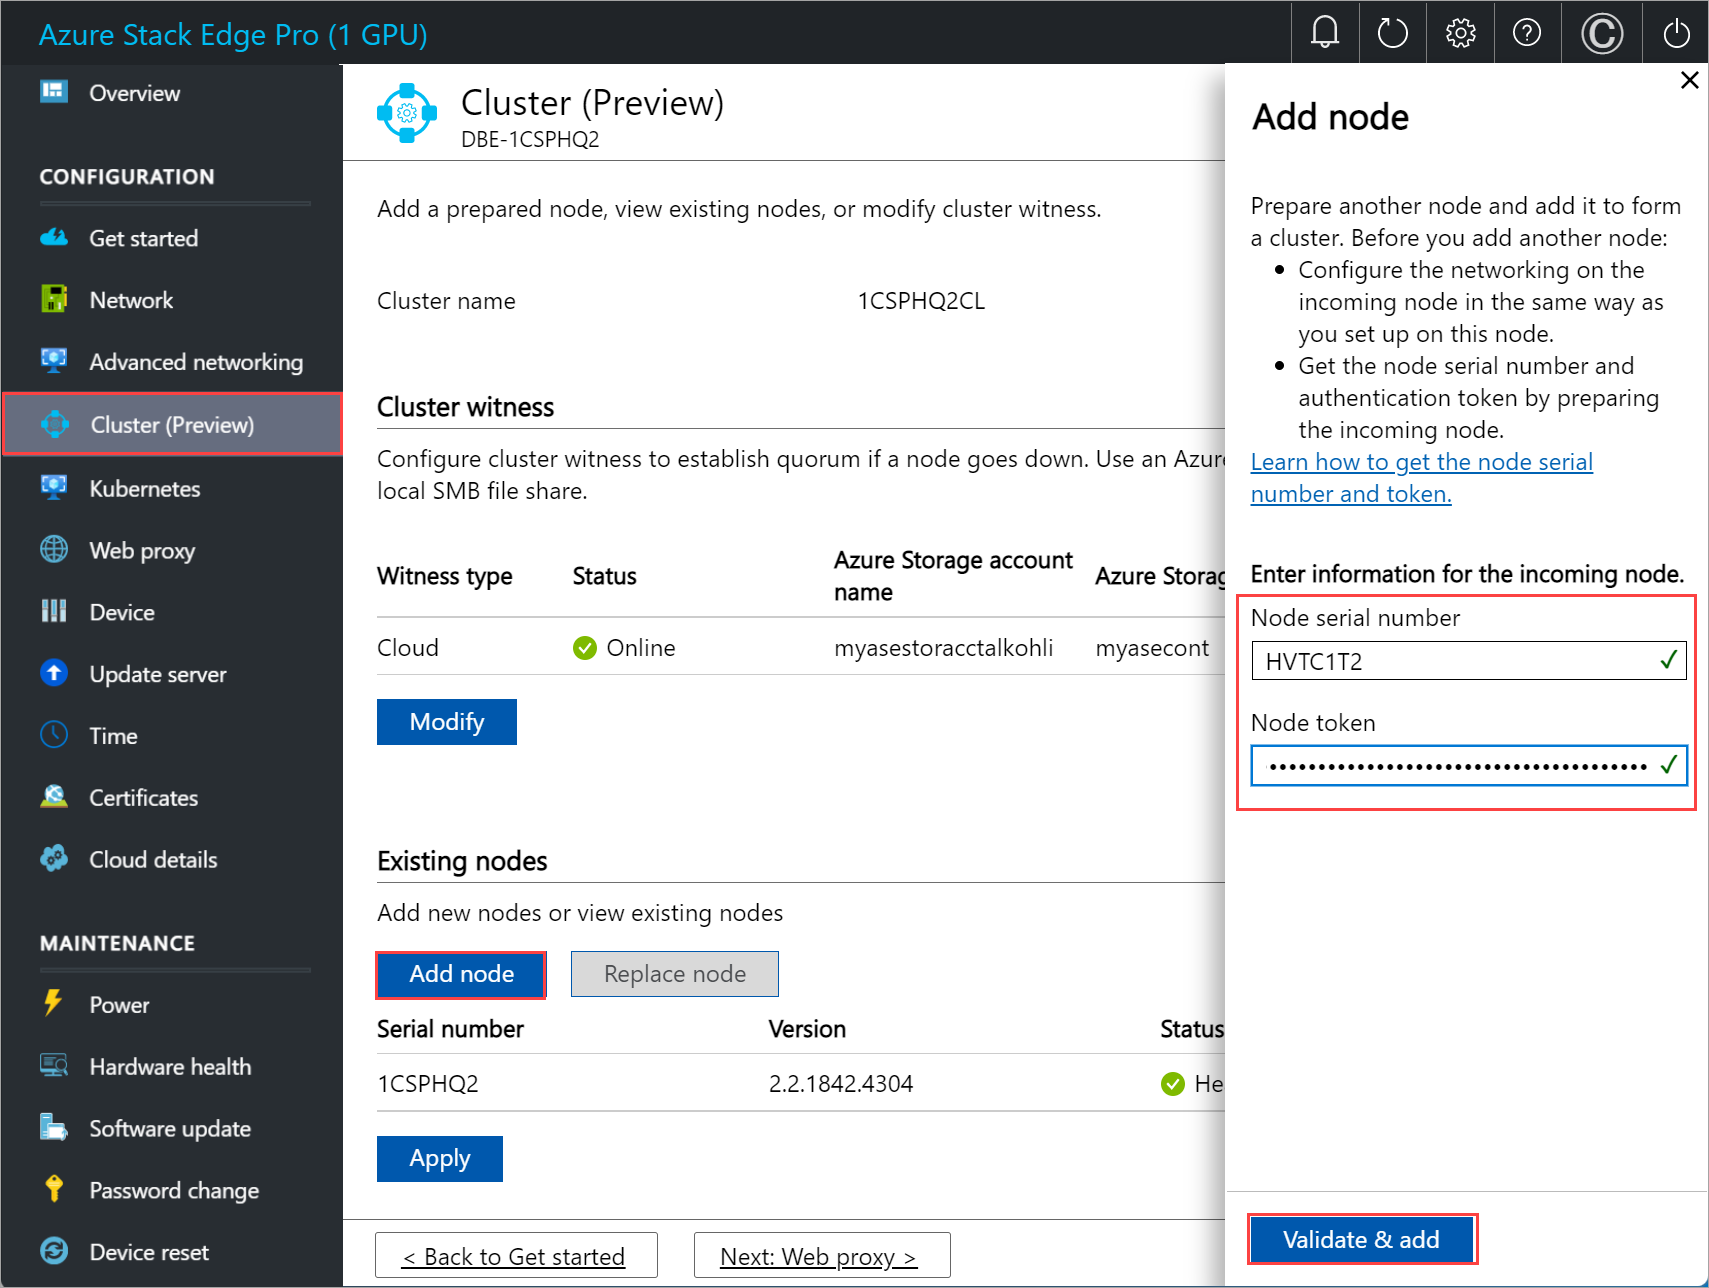 Azure Stack Edge Pro (1 GPU)
Overview
CONFIGURATION
Get started
Network
Advanced networking
Cluster (Preview)
Kubernetes
Web proxy
Device
Update server
Time
Certificates
Cloud details
MAINTENANCE
Power
Hardware health
Software update
Password change
Device reset
Cluster (Preview)
DBE-1CSPHQ2
Add a prepared node, view existing nodes, or modify cluster witness.
Cluster name 1CSPHQ2CL
Cluster witness
Configure cluster witness to establish quorum if a node goes down. Use an Azure
local SMB file share.
Witness type Status Azure Storage account name Azure Storag
Cloud Online myasestoracctalkohli myasecont
Modify
Existing nodes
Add new nodes or view existing nodes
Add node Replace node
Serial number Version Status
1CSPHQ2 2.2.1842.4304 He
Apply
< Back to Get started Next: Web proxy >
Add node
Prepare another node and add it to form
a cluster. Before you add another node:
• Configure the networking on the
incoming node in the same way as
you set up on this node.
• Get the node serial number and
authentication token by preparing
the incoming node.
Learn how to get the node serial
number and token.
Enter information for the incoming node.
Node serial number
HVTC1T2
Node token
Validate & add